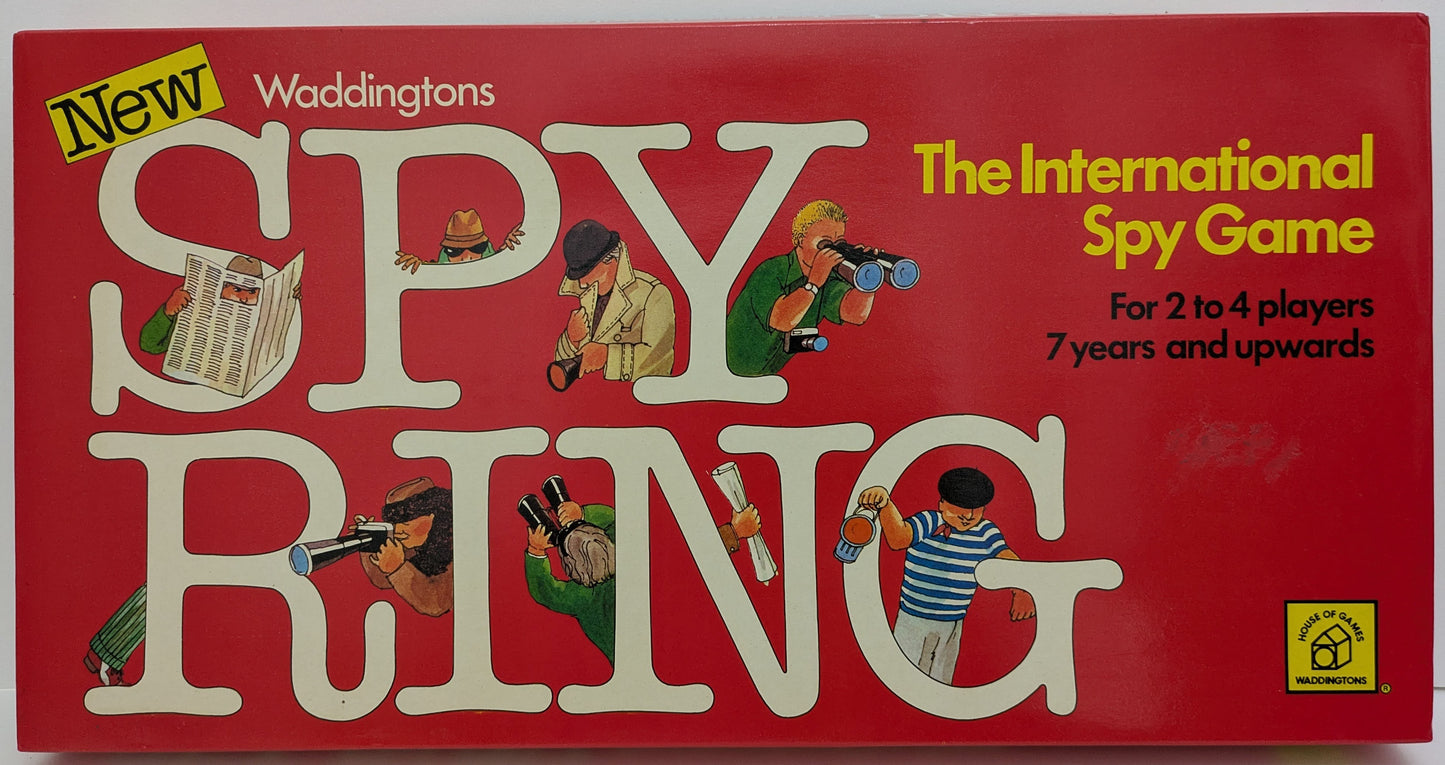 New
Waddingtons
SPY
RING
The International
Spy Game
For 2 to 4 players
7 years and upwards
HOUSE OF GAMES
WADDINGTONS
®